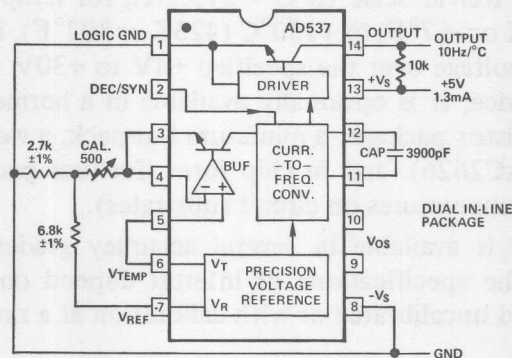 LOGIC GND
1
AD537
14
OUTPUT
OUTPUT
10Hz/°C
10k
DRIVER
DEC/SYN
2
13
+VS
+5V
1.3mA
3
12
2.7k
±1%
CAL.
500
BUF
CURR.
-TO-
FREQ.
CONV.
CAP
3900pF
4
11
DUAL IN-LINE
PACKAGE
5
10
6.8k
±1%
VOS
VTEMP
6
VT
PRECISION
VOLTAGE
REFERENCE
9
VREF
7
VR
8
-VS
GND